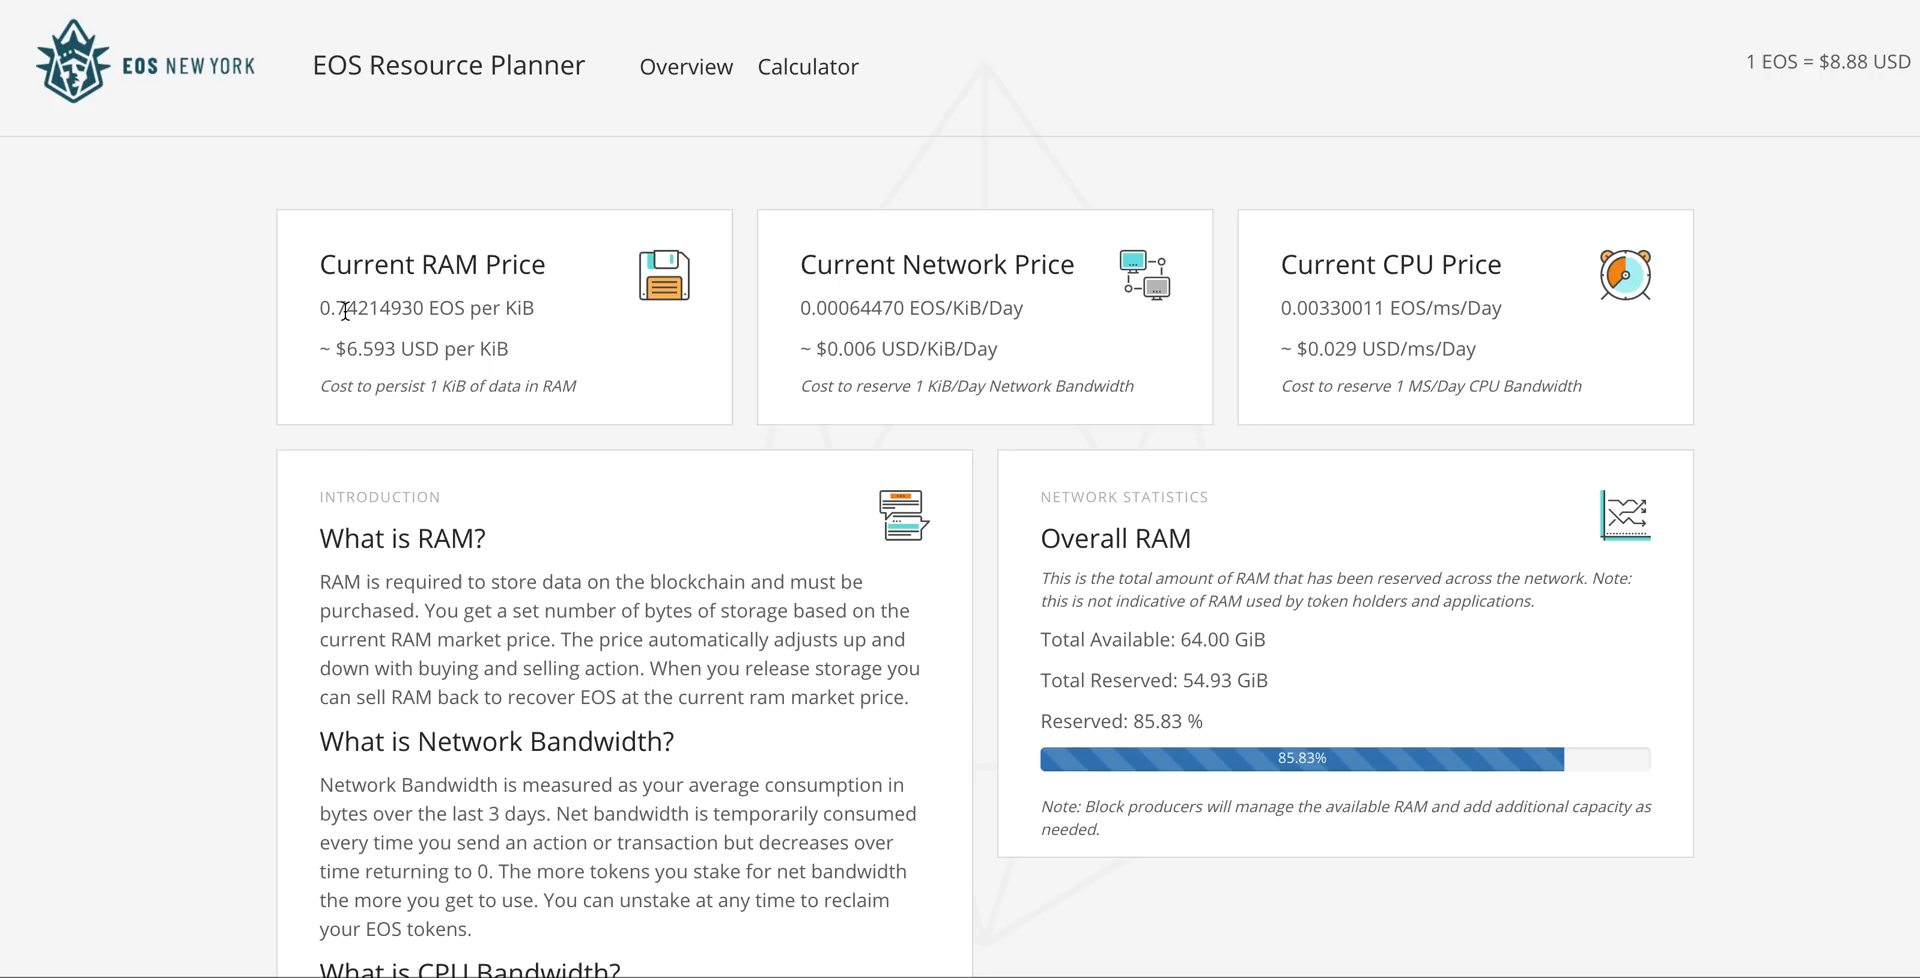 EOS NEW YORK
EOS Resource Planner
Overview
Calculator
1 EOS = $8.88 USD
Current RAM Price
0.74214930 EOS per KiB
~ $6.593 USD per KiB
Cost to persist 1 KiB of data in RAM
Current Network Price
0.00064470 EOS/KiB/Day
~ $0.006 USD/KiB/Day
Cost to reserve 1 KiB/Day Network Bandwidth
Current CPU Price
0.00330011 EOS/ms/Day
~ $0.029 USD/ms/Day
Cost to reserve 1 MS/Day CPU Bandwidth
INTRODUCTION
What is RAM?
RAM is required to store data on the blockchain and must be
purchased. You get a set number of bytes of storage based on the
current RAM market price. The price automatically adjusts up and
down with buying and selling action. When you release storage you
can sell RAM back to recover EOS at the current ram market price.
What is Network Bandwidth?
Network Bandwidth is measured as your average consumption in
bytes over the last 3 days. Net bandwidth is temporarily consumed
every time you send an action or transaction but decreases over
time returning to 0. The more tokens you stake for net bandwidth
the more you get to use. You can unstake at any time to reclaim
your EOS tokens.
What is CPU Bandwidth?
NETWORK STATISTICS
Overall RAM
This is the total amount of RAM that has been reserved across the network. Note:
this is not indicative of RAM used by token holders and applications.
Total Available: 64.00 GiB
Total Reserved: 54.93 GiB
Reserved: 85.83 %
85.83%
Note: Block producers will manage the available RAM and add additional capacity as
needed.